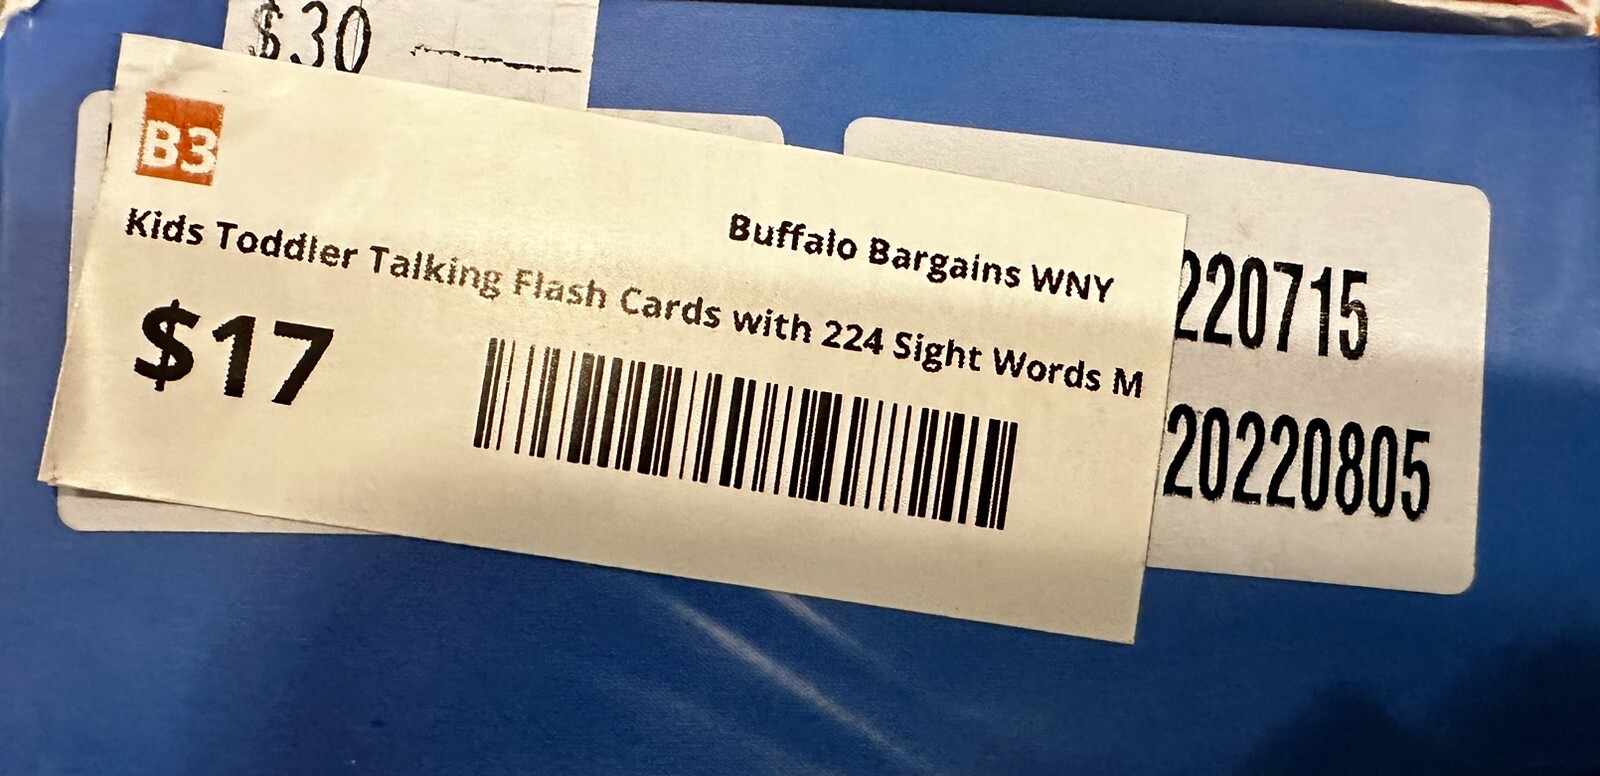 $30
B3
Buffalo Bargains WNY
Kids Toddler Talking Flash Cards with 224 Sight Words M
$17
220715
20220805